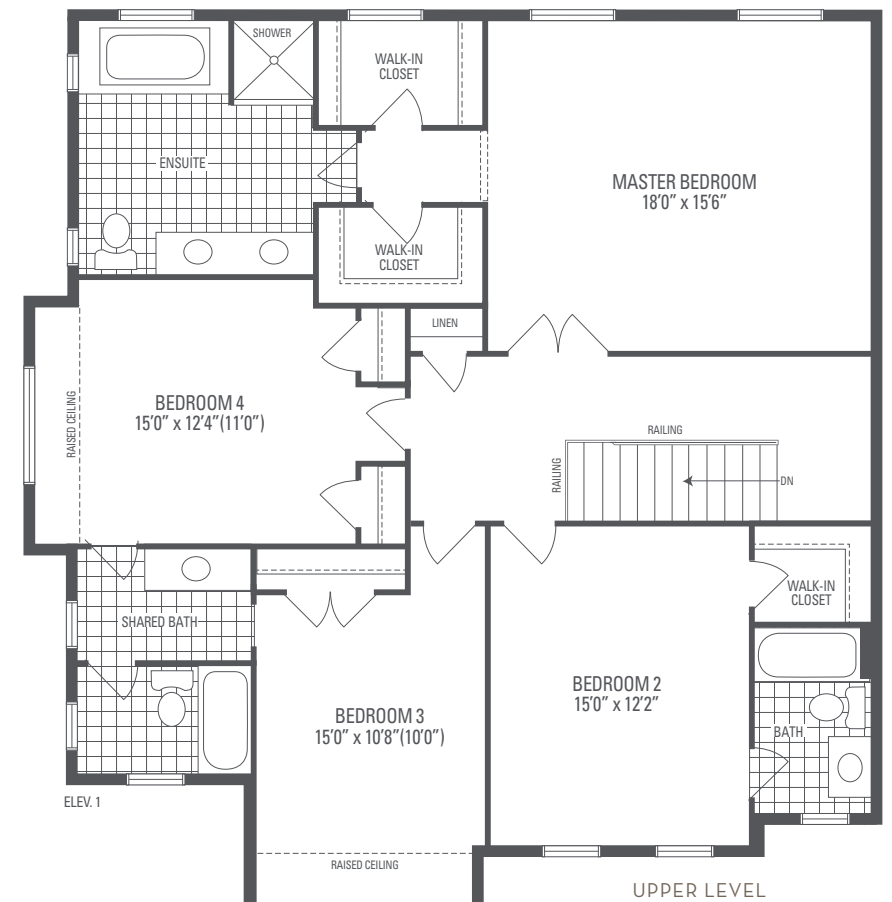 SHOWER
WALK-IN
CLOSET
ENSUITE
MASTER BEDROOM
18'0" x 15'6"
WALK-IN
CLOSET
LINEN
RAISED CEILING
BEDROOM 4
15'0" x 12'4"(11'0")
RAILING
RAILING
DN
WALK-IN
CLOSET
SHARED BATH
BEDROOM 2
15'0" x 12'2"
BEDROOM 3
15'0" x 10'8"(10'0")
BATH
ELEV. 1
RAISED CEILING
UPPER LEVEL